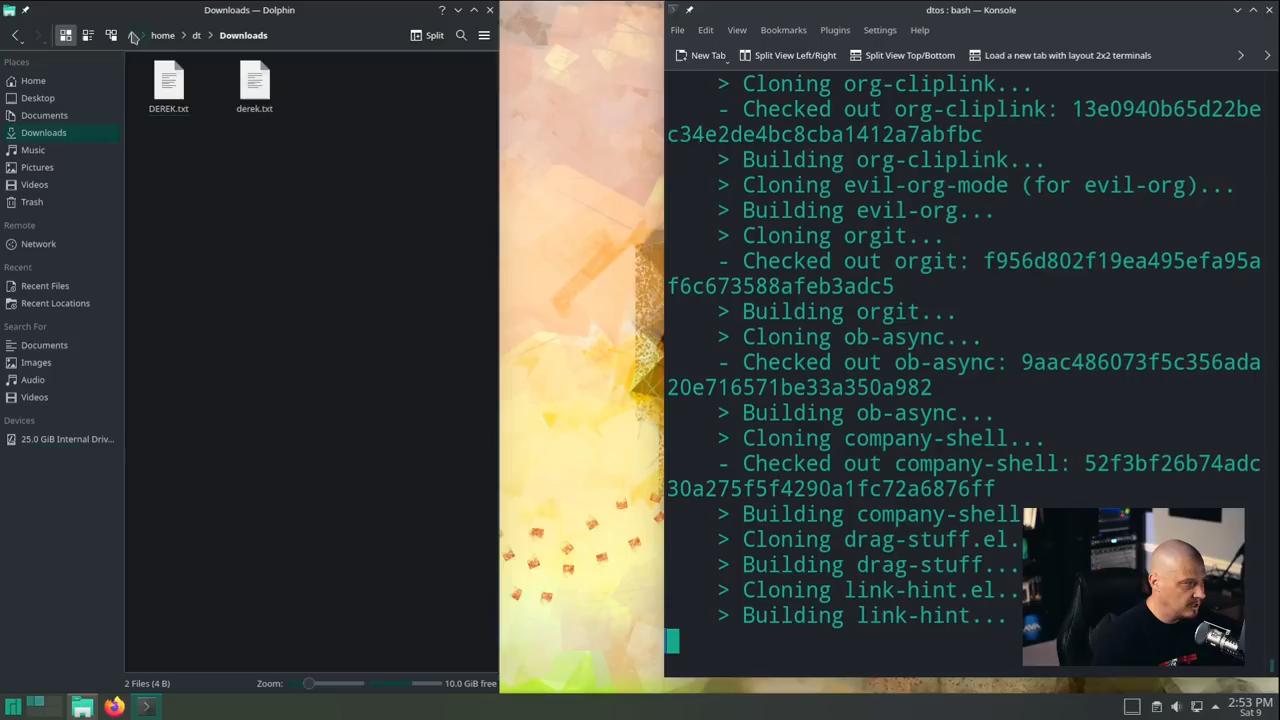 Downloads — Dolphin
home
dt
Downloads
Split
Places
Home
Desktop
Documents
Downloads
Music
Pictures
Videos
Trash
Remote
Network
Recent
Recent Files
Recent Locations
Search For
Documents
Images
Audio
Videos
Devices
25.0 GiB Internal Driv...
DEREK.txt
derek.txt
2 Files (4 B)
Zoom:
10.0 GiB free
dtos : bash — Konsole
File Edit View Bookmarks Plugins Settings Help
New Tab Split View Left/Right Split View Top/Bottom Load a new tab with layout 2x2 terminals
> Cloning org-cliplink...
- Checked out org-cliplink: 13e0940b65d22be
c34e2de4bc8cba1412a7abfbc
> Building org-cliplink...
> Cloning evil-org-mode (for evil-org)...
> Building evil-org...
> Cloning orgit...
- Checked out orgit: f956d802f19ea495efa95a
f6c673588afeb3adc5
> Building orgit...
> Cloning ob-async...
- Checked out ob-async: 9aac486073f5c356ada
20e716571be33a350a982
> Building ob-async...
> Cloning company-shell...
- Checked out company-shell: 52f3bf26b74adc
30a275f5f4290a1fc72a6876ff
> Building company-shell
> Cloning drag-stuff.el.
> Building drag-stuff...
> Cloning link-hint.el..
> Building link-hint...
2:53 PM
Sat 9